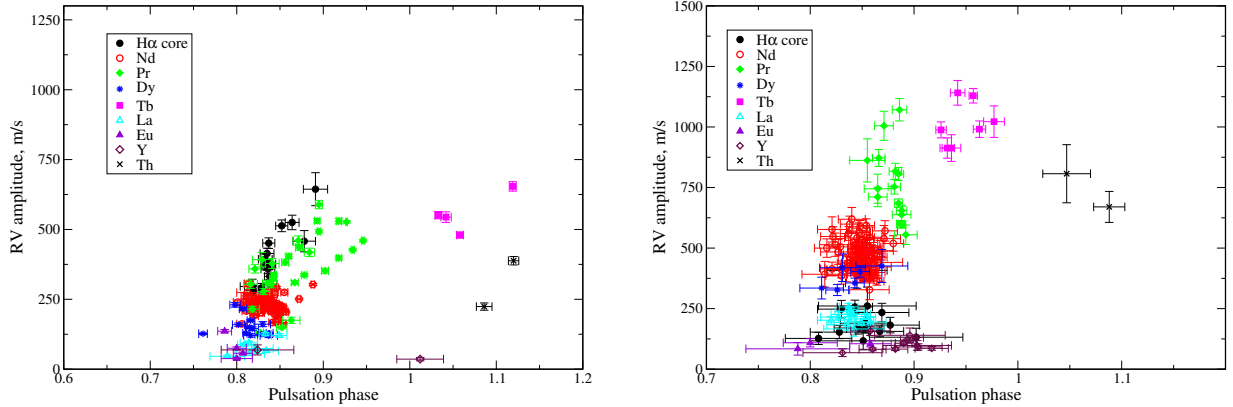 1250
1000
750
500
250
0
RV amplitude, m/s
Hα core
Nd
Pr
Dy
Tb
La
Eu
Y
Th
0.6
0.7
0.8
0.9
1
1.1
1.2
Pulsation phase
1500
1250
1000
750
500
250
0
RV amplitude, m/s
Hα core
Nd
Pr
Dy
Tb
La
Eu
Y
Th
0.7
0.8
0.9
1
1.1
Pulsation phase